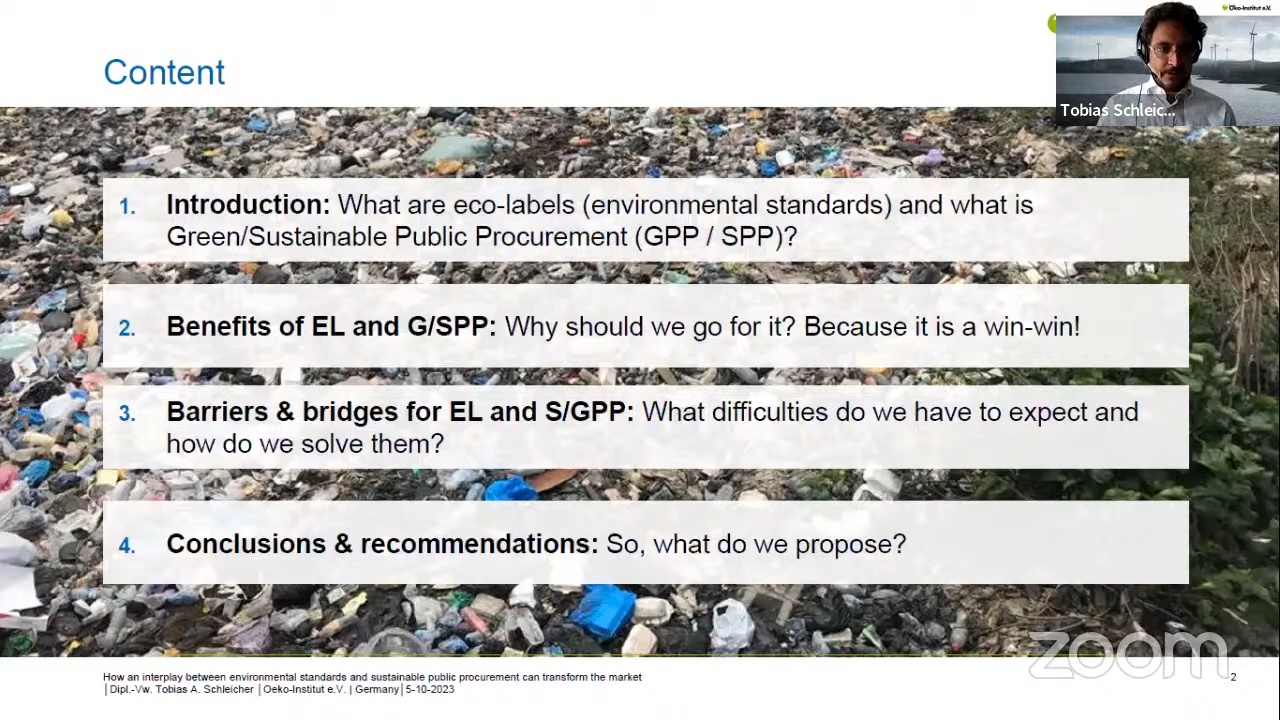 Öko-Institut e.V.
Content
Tobias Schleic...
1. Introduction: What are eco-labels (environmental standards) and what is
Green/Sustainable Public Procurement (GPP / SPP)?
2. Benefits of EL and G/SPP: Why should we go for it? Because it is a win-win!
3. Barriers & bridges for EL and S/GPP: What difficulties do we have to expect and
how do we solve them?
4. Conclusions & recommendations: So, what do we propose?
zoom
How an interplay between environmental standards and sustainable public procurement can transform the market
│Dipl.-Vw. Tobias A. Schleicher │Oeko-Institut e.V. | Germany│5-10-2023
2